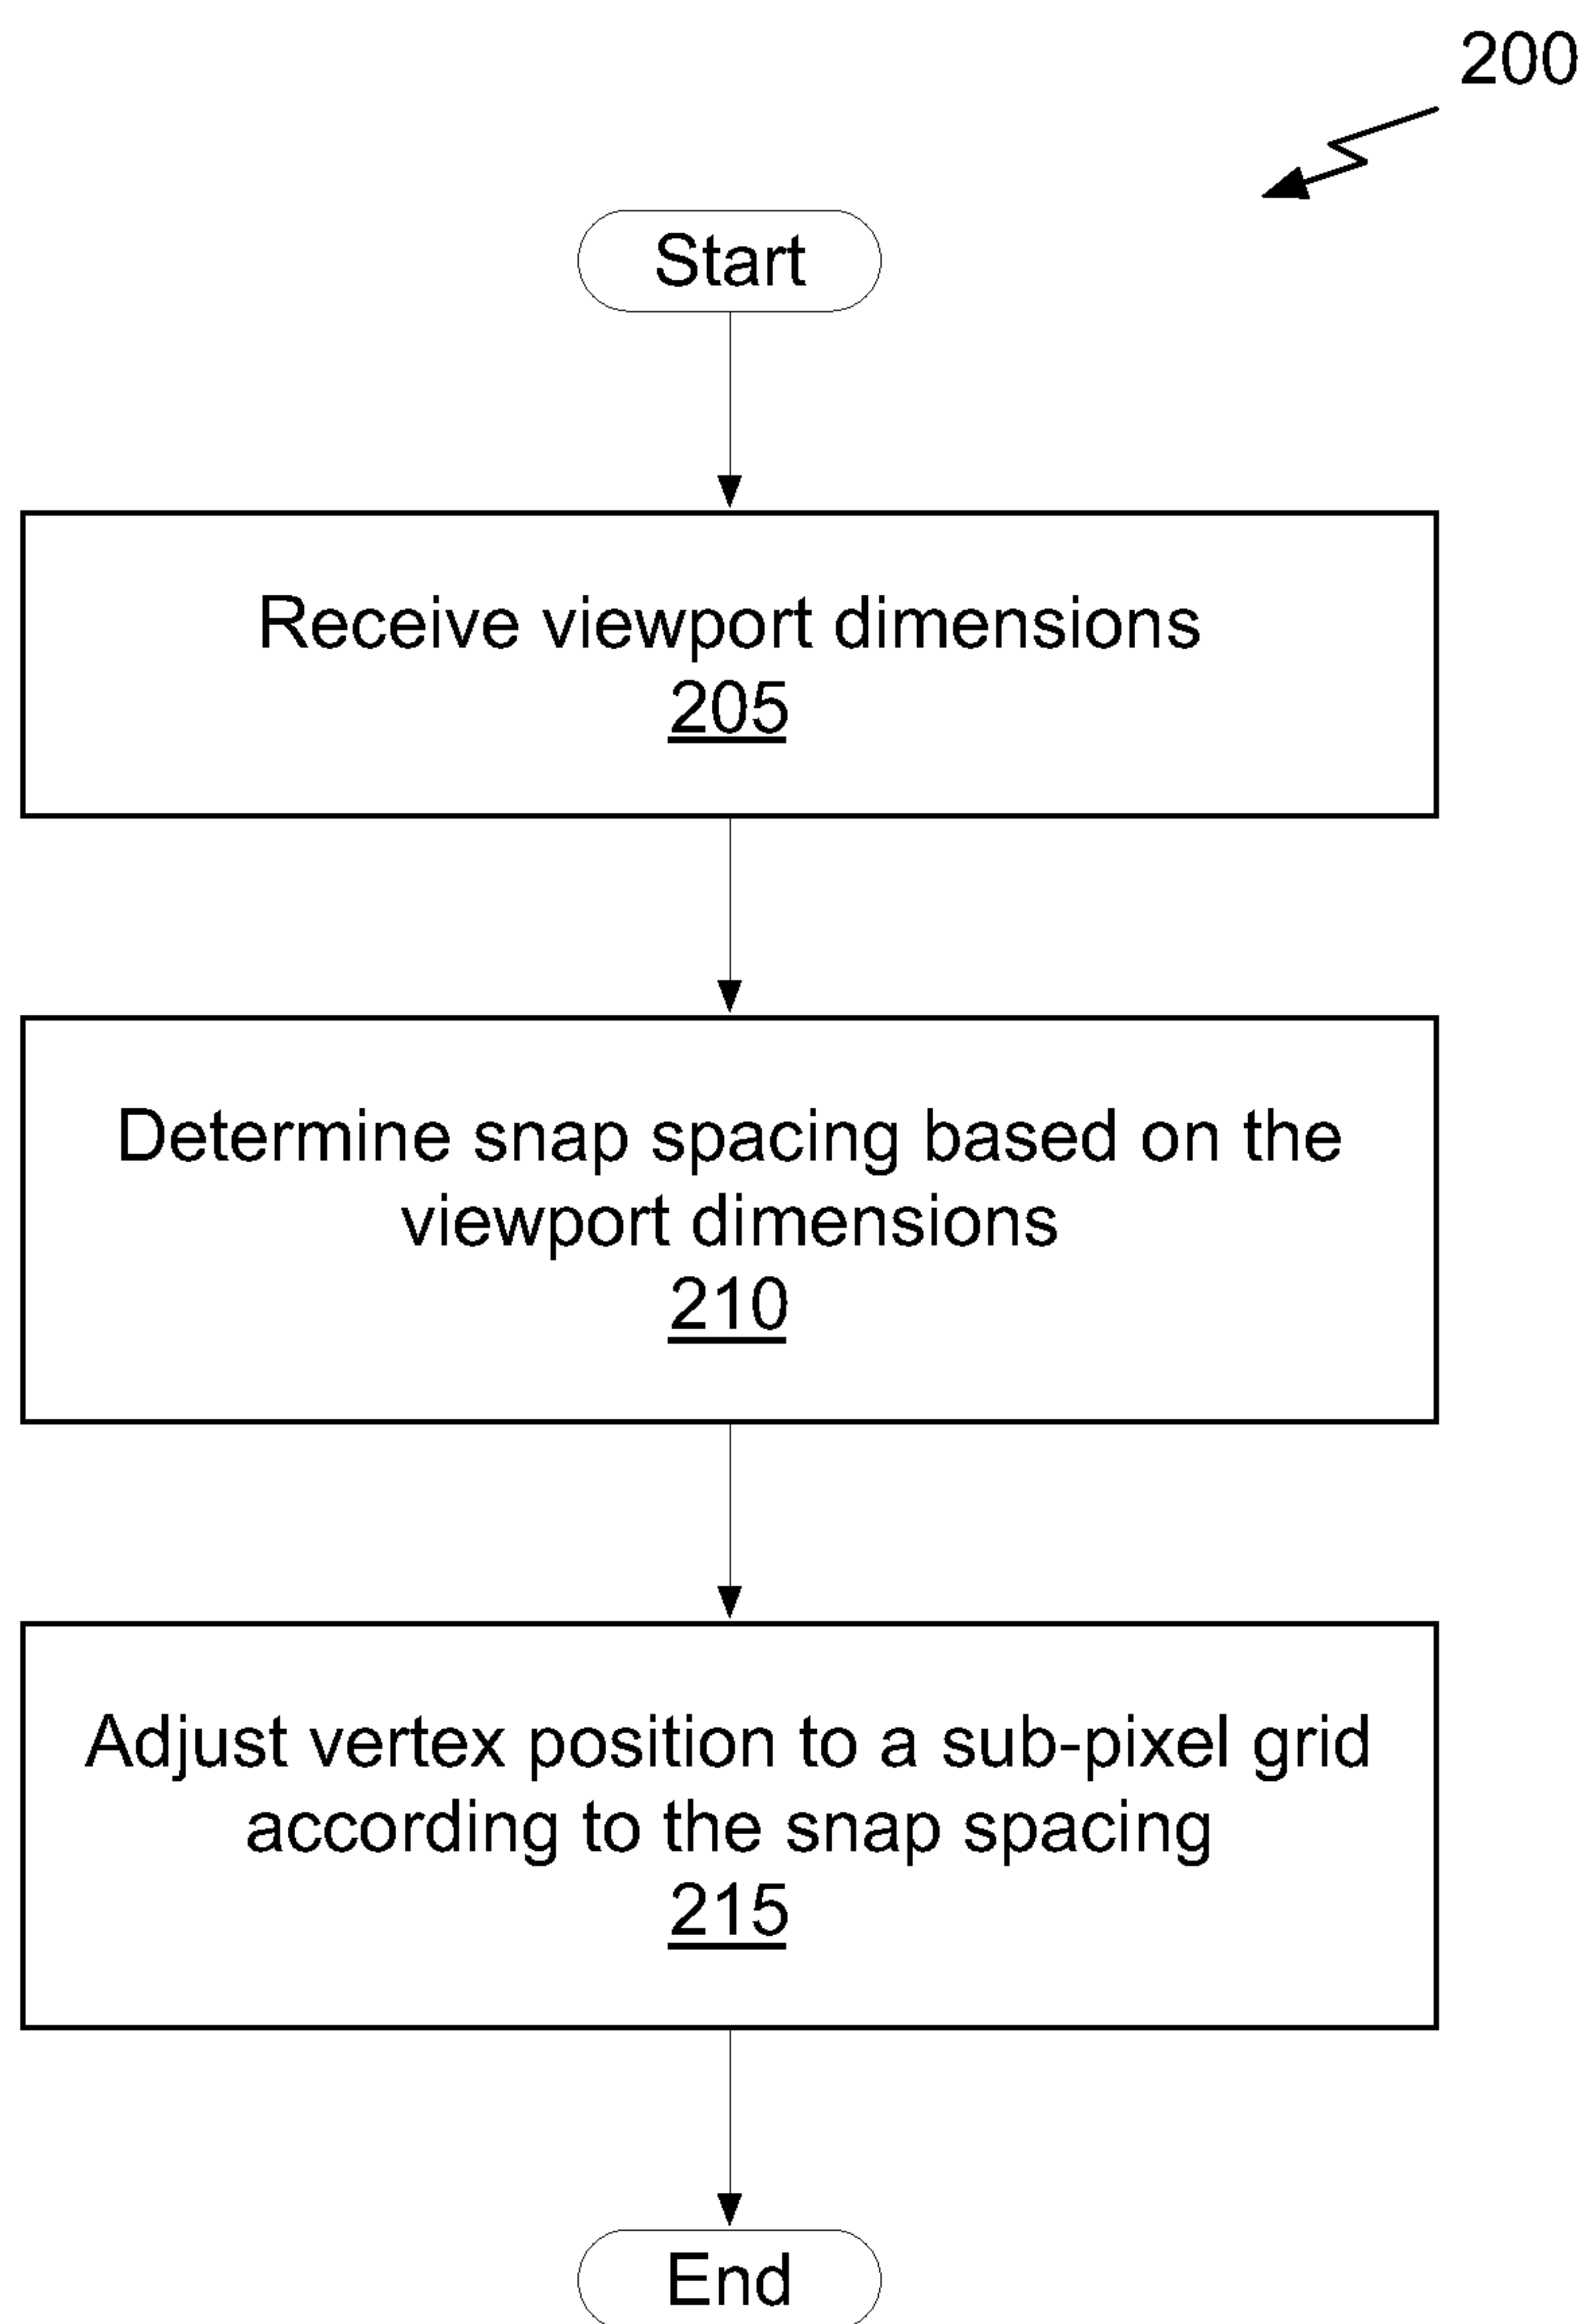 200
Start
Receive viewport dimensions
205
Determine snap spacing based on the
viewport dimensions
210
Adjust vertex position to a sub-pixel grid
according to the snap spacing
215
End